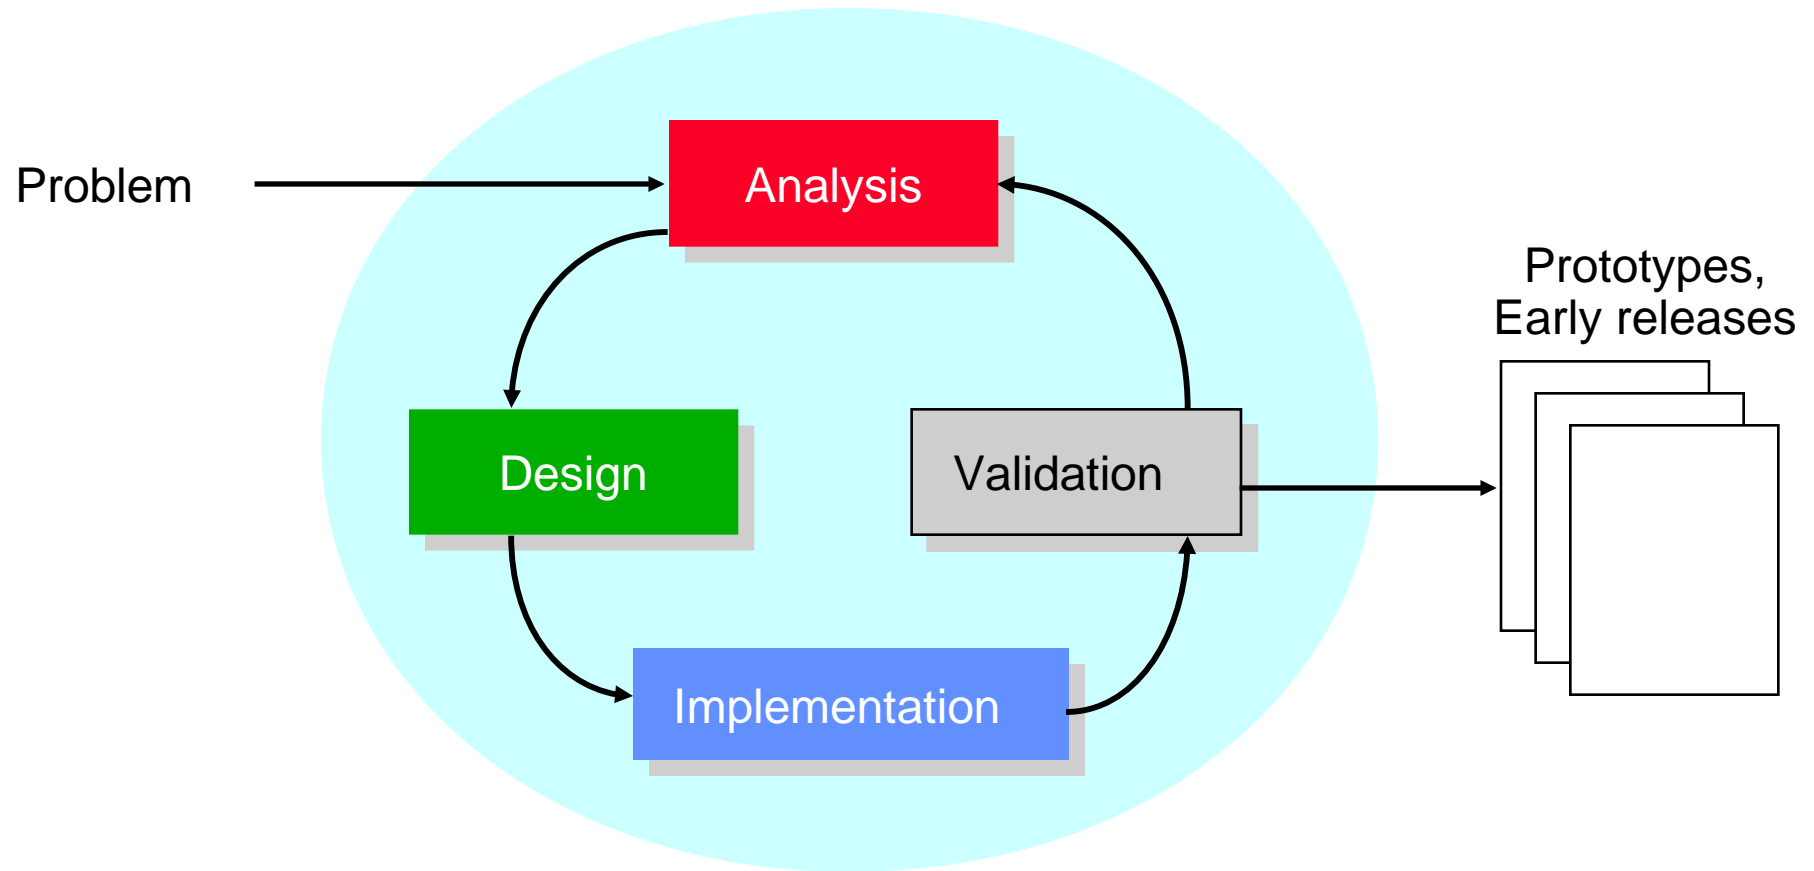 Problem
Analysis
Prototypes,
Early releases
Design
Validation
Implementation